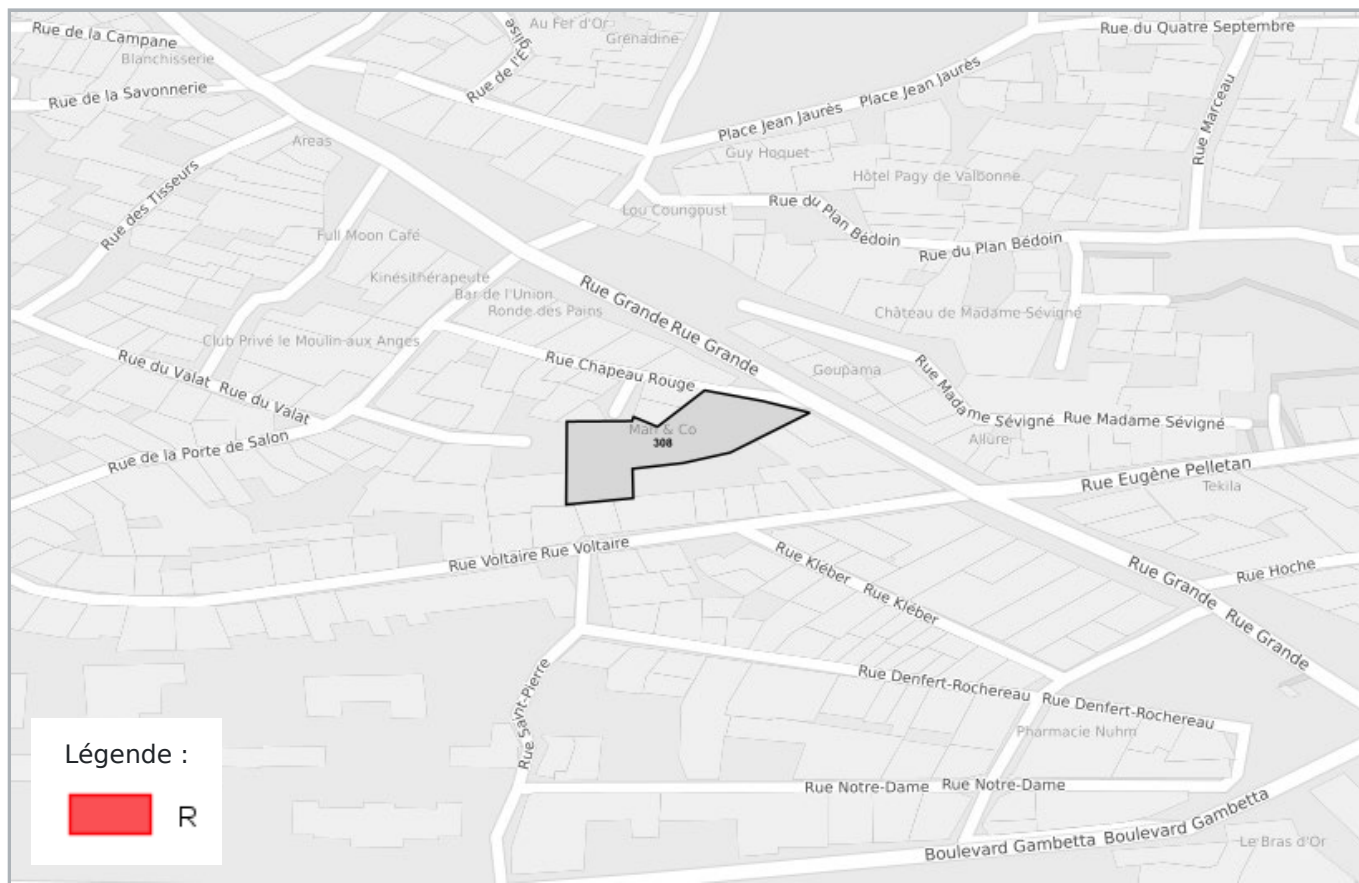 Au Fer d'Or
Rue de la Campane
Rue du Quatre Septembre
Grenadine
Blanchisserie
Rue de l'Eglise
Place Jean Jaurès
Rue de la Savonnerie
Place Jean Jaurès
Rue Marceau
Areas
Guy Hoquet
Hôtel Pagy de Valbonne
Rue des Tisseurs
Rue du Plan Bédoin
Lou Coungoust
Full Moon Café
Rue du Plan Bédoin
Kinésithérapeute
Bar de l'Union
Rue Grande
Ronde des Pains
Château de Madame Sévigné
Rue Grande
Club Privé le Moulin aux Anges
Rue du Valat
Rue Chapeau Rouge
Goupama
Rue du Valat
Rue Madame Sévigné
Rue Madame Sévigné
Man & Co
308
Allure
Rue de la Porte de Salon
Rue Eugène Pelletan
Tekila
Rue Voltaire
Rue Voltaire
Rue Kléber
Rue Kléber
Rue Grande
Rue Hoche
Rue Grande
Rue Denfert-Rochereau
Rue Denfert-Rochereau
Rue Saint-Pierre
Pharmacie Nuhm
Légende :
Rue Notre-Dame
Rue Notre-Dame
R
Boulevard Gambetta
Boulevard Gambetta
Le Bras d'Or